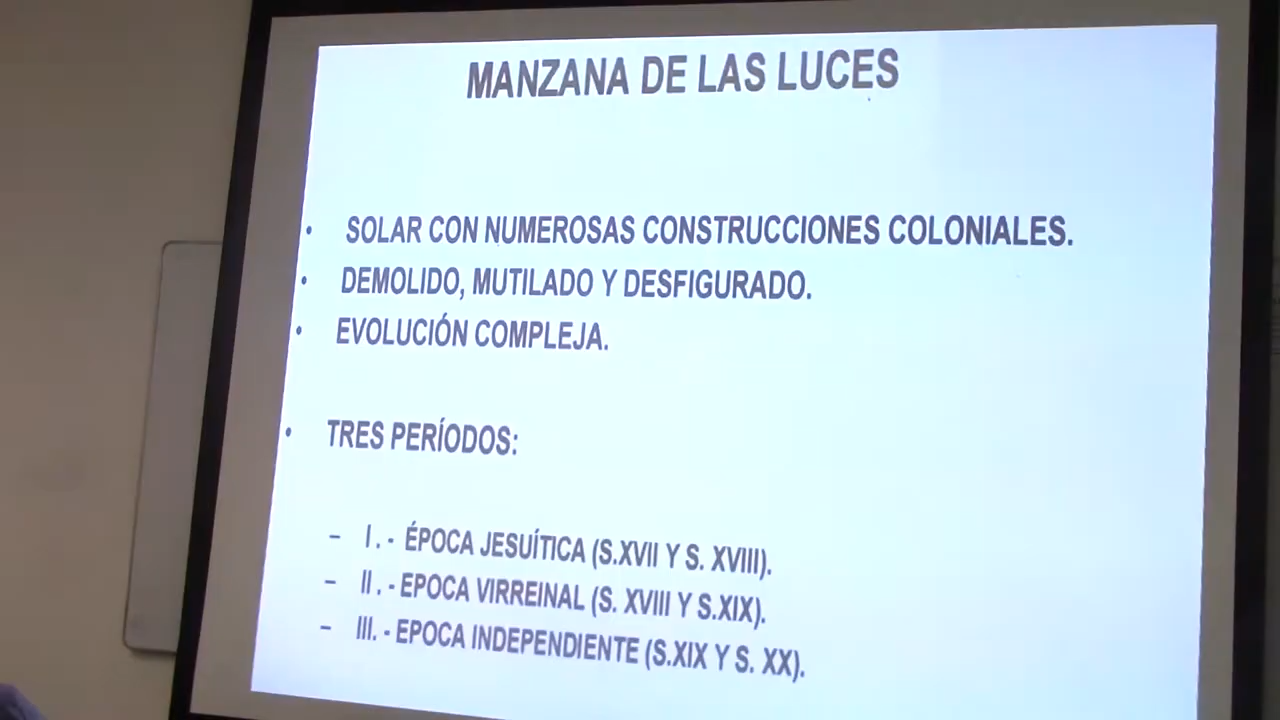 MANZANA DE LAS LUCES
• SOLAR CON NUMEROSAS CONSTRUCCIONES COLONIALES.
• DEMOLIDO, MUTILADO Y DESFIGURADO.
• EVOLUCIÓN COMPLEJA.
• TRES PERÍODOS:
– I . - ÉPOCA JESUÍTICA (S.XVII Y S. XVIII).
– II . - EPOCA VIRREINAL (S. XVIII Y S.XIX).
– III. - EPOCA INDEPENDIENTE (S.XIX Y S. XX).